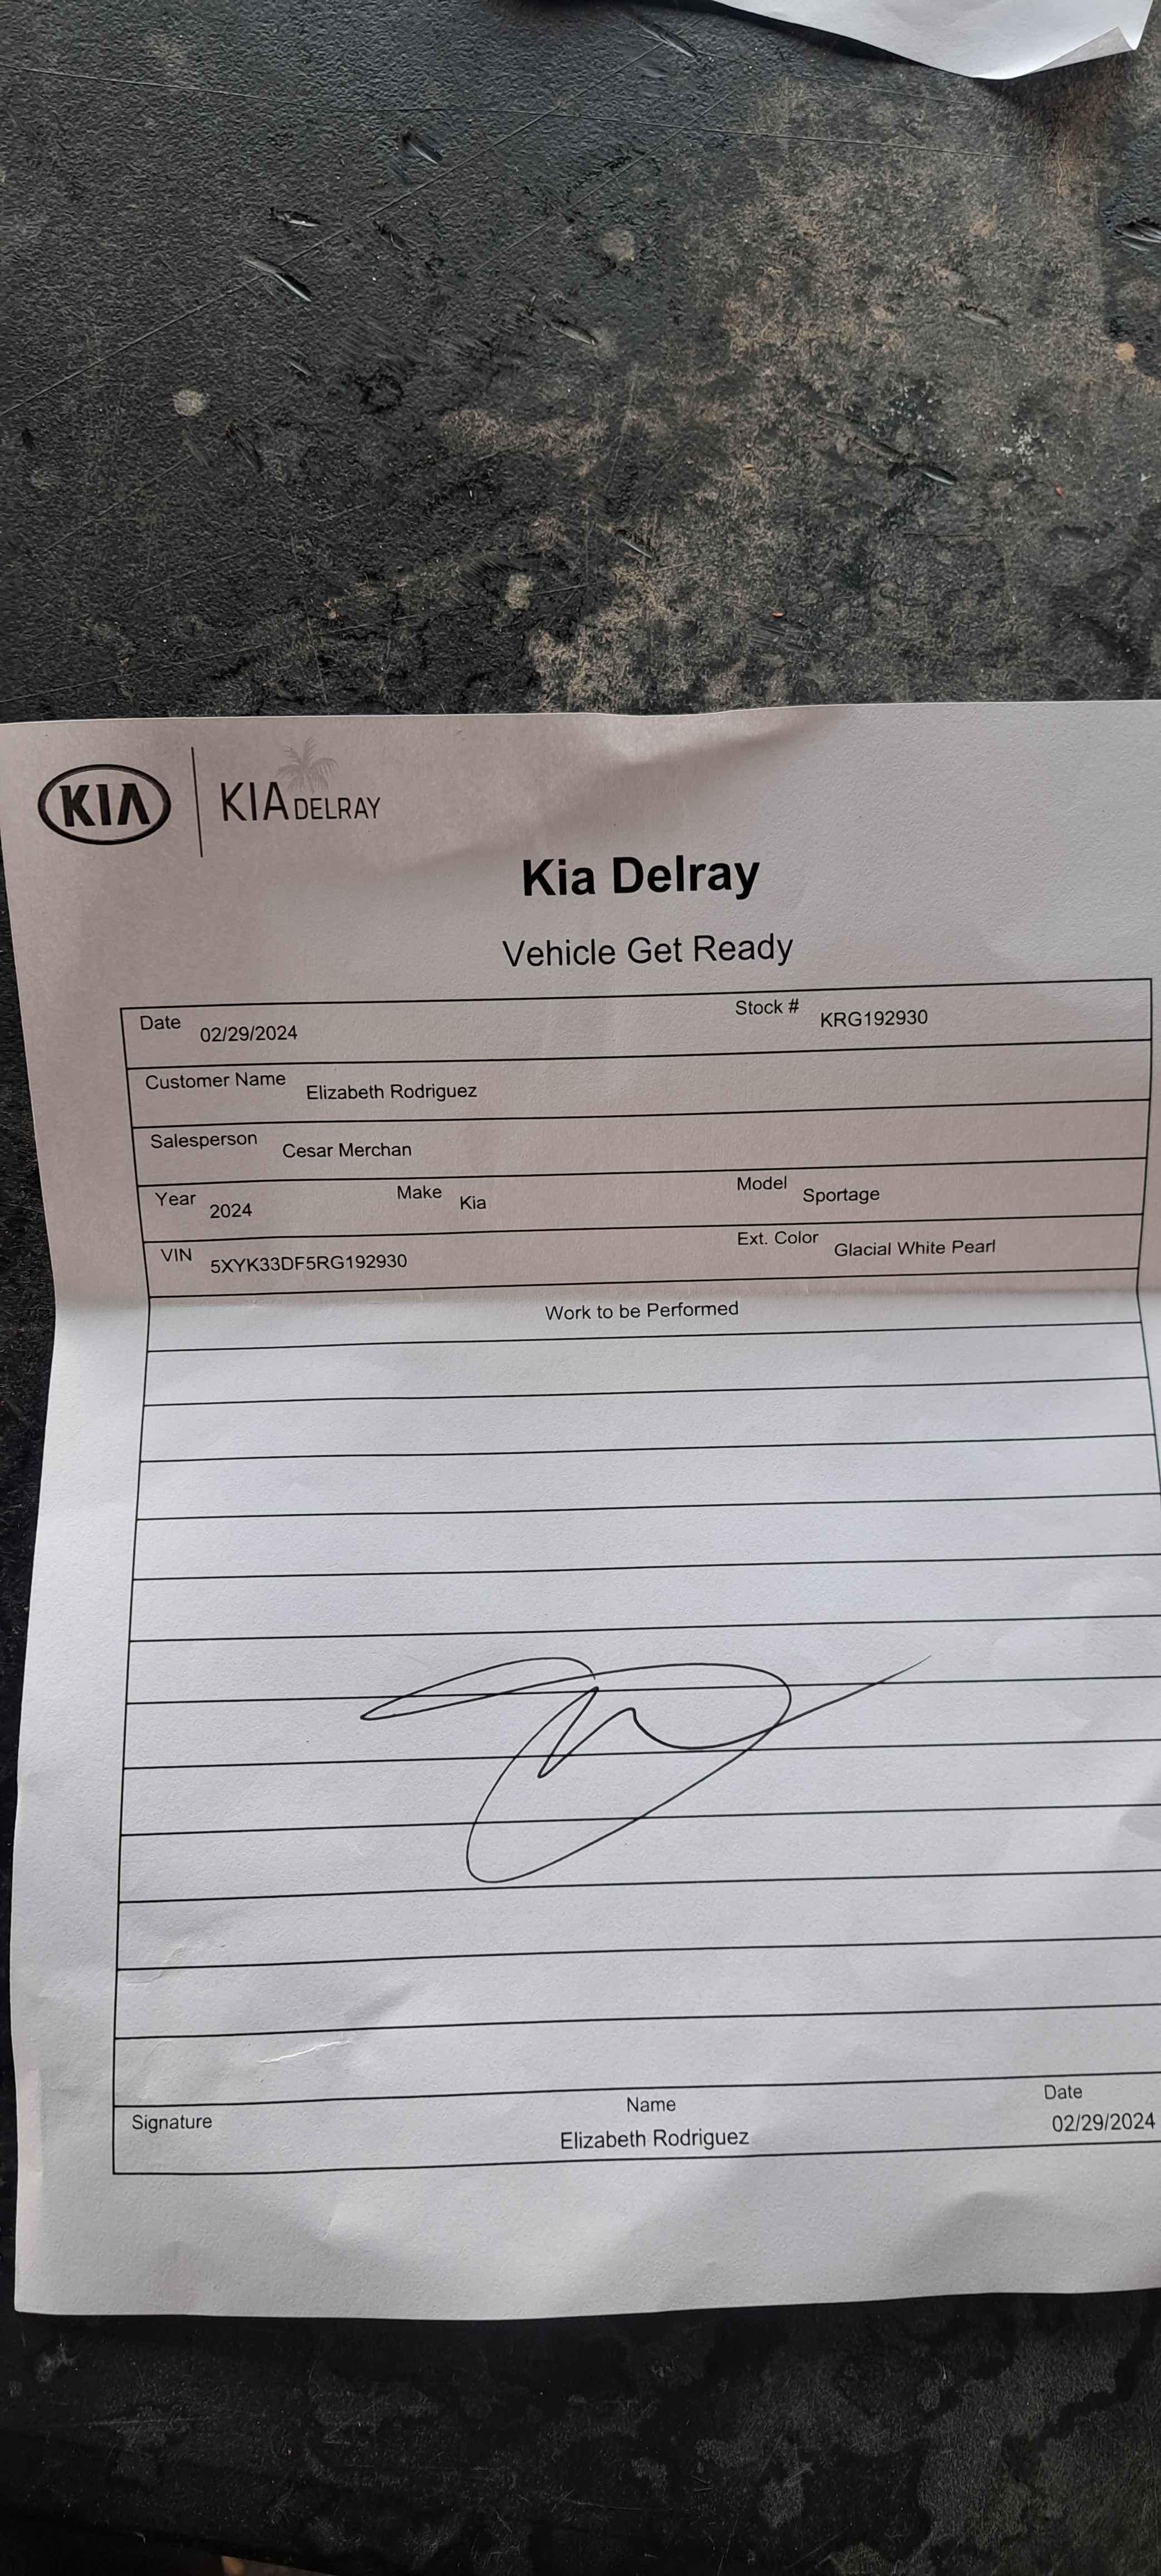 KIA KIA DELRAY
Kia Delray
Vehicle Get Ready
Date 02/29/2024 Stock # KRG192930
Customer Name Elizabeth Rodriguez
Salesperson Cesar Merchan
Year 2024 Make Kia Model Sportage
VIN 5XYK33DF5RG192930 Ext. Color Glacial White Pearl
Work to be Performed
Signature Name Date
Elizabeth Rodriguez 02/29/2024